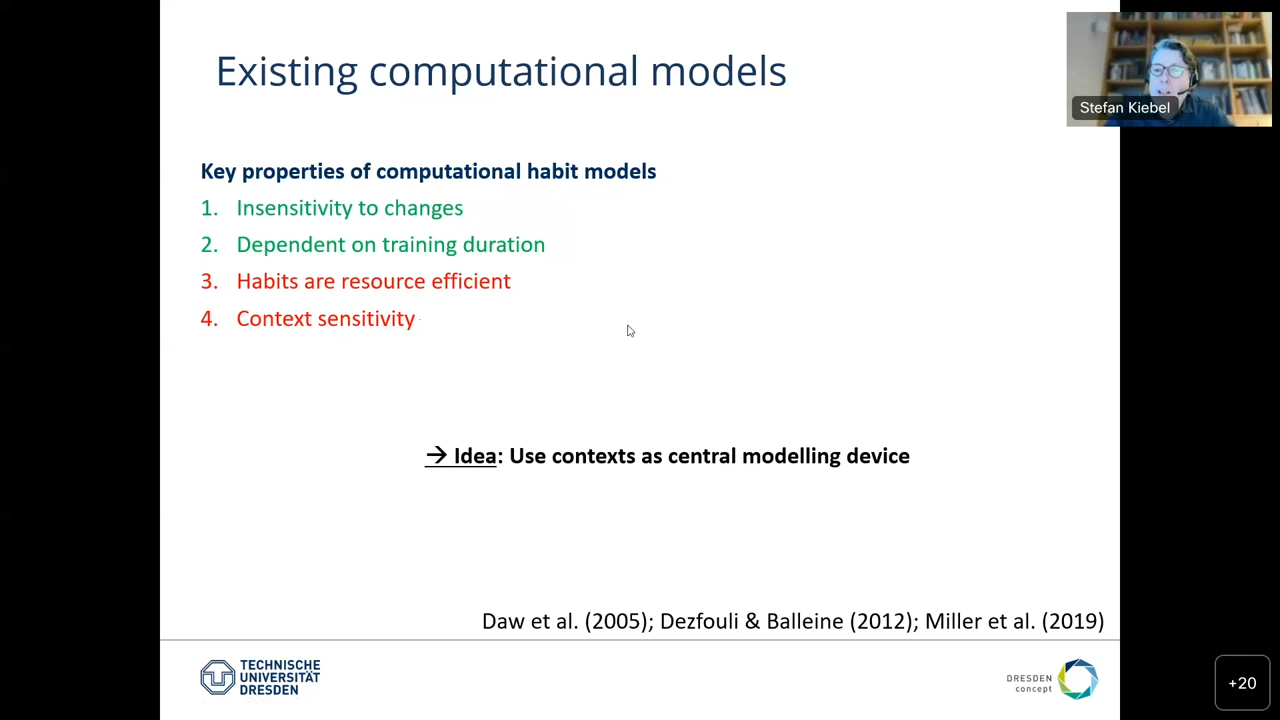 Existing computational models
Stefan Kiebel
Key properties of computational habit models
1. Insensitivity to changes
2. Dependent on training duration
3. Habits are resource efficient
4. Context sensitivity
→ Idea: Use contexts as central modelling device
Daw et al. (2005); Dezfouli & Balleine (2012); Miller et al. (2019)
TECHNISCHE
UNIVERSITÄT
DRESDEN
DRESDEN
concept
+20